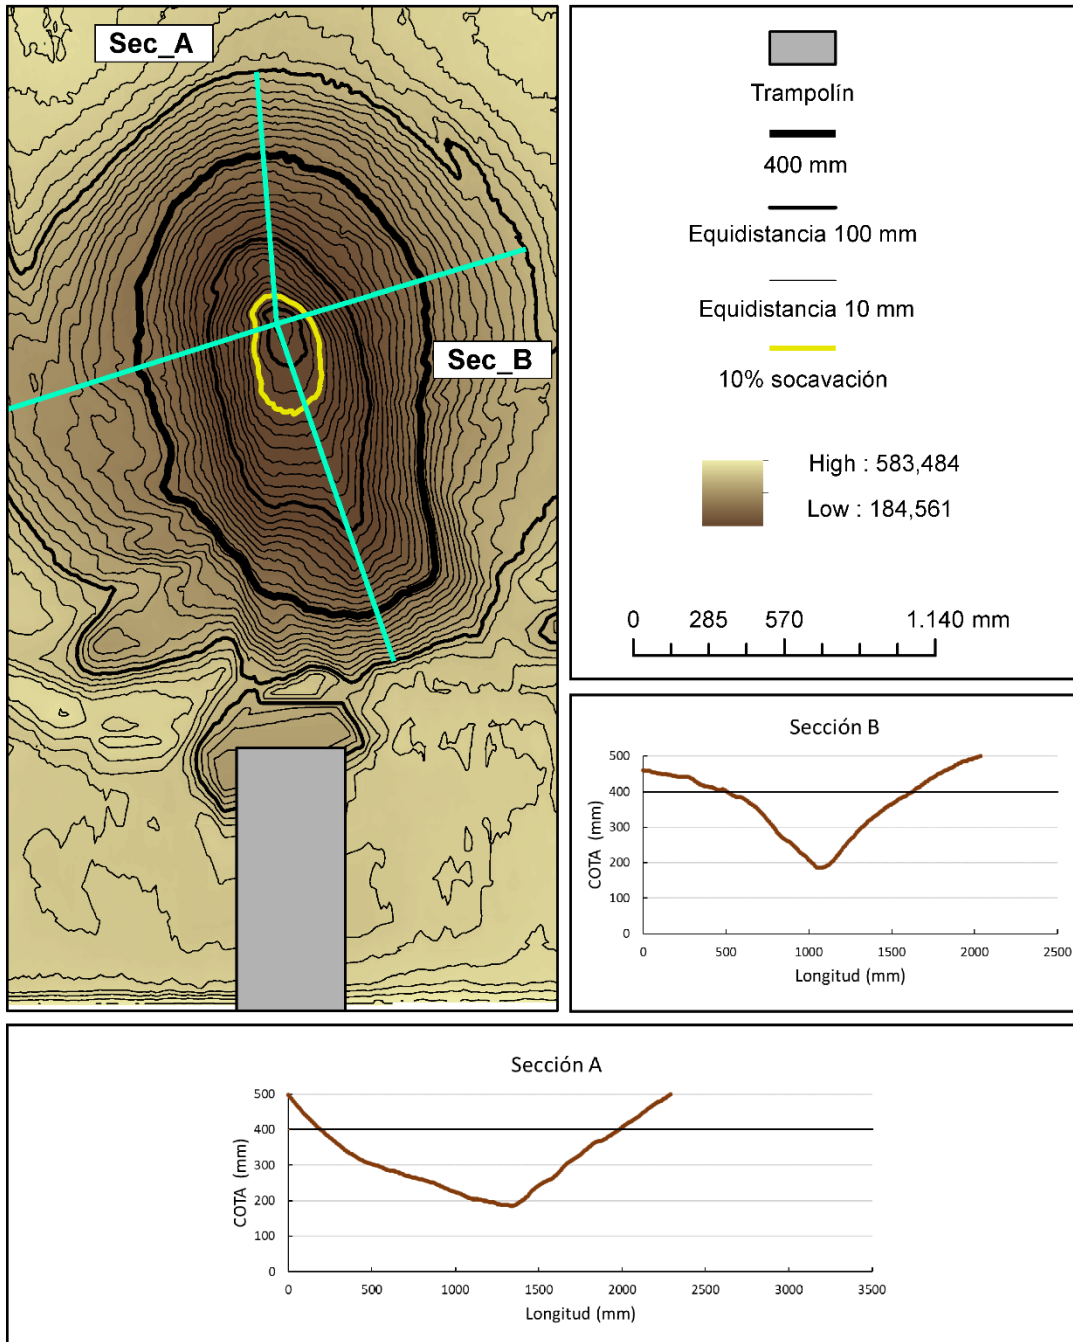 Sec_A
Sec_B
Trampolín
400 mm
Equidistancia 100 mm
Equidistancia 10 mm
10% socavación
High : 583,484
Low : 184,561
0 285 570 1.140 mm
Sección B
500
400
300
200
100
0
COTA (mm)
0 500 1000 1500 2000 2500
Longitud (mm)
Sección A
500
400
300
200
100
0
COTA (mm)
0 500 1000 1500 2000 2500 3000 3500
Longitud (mm)